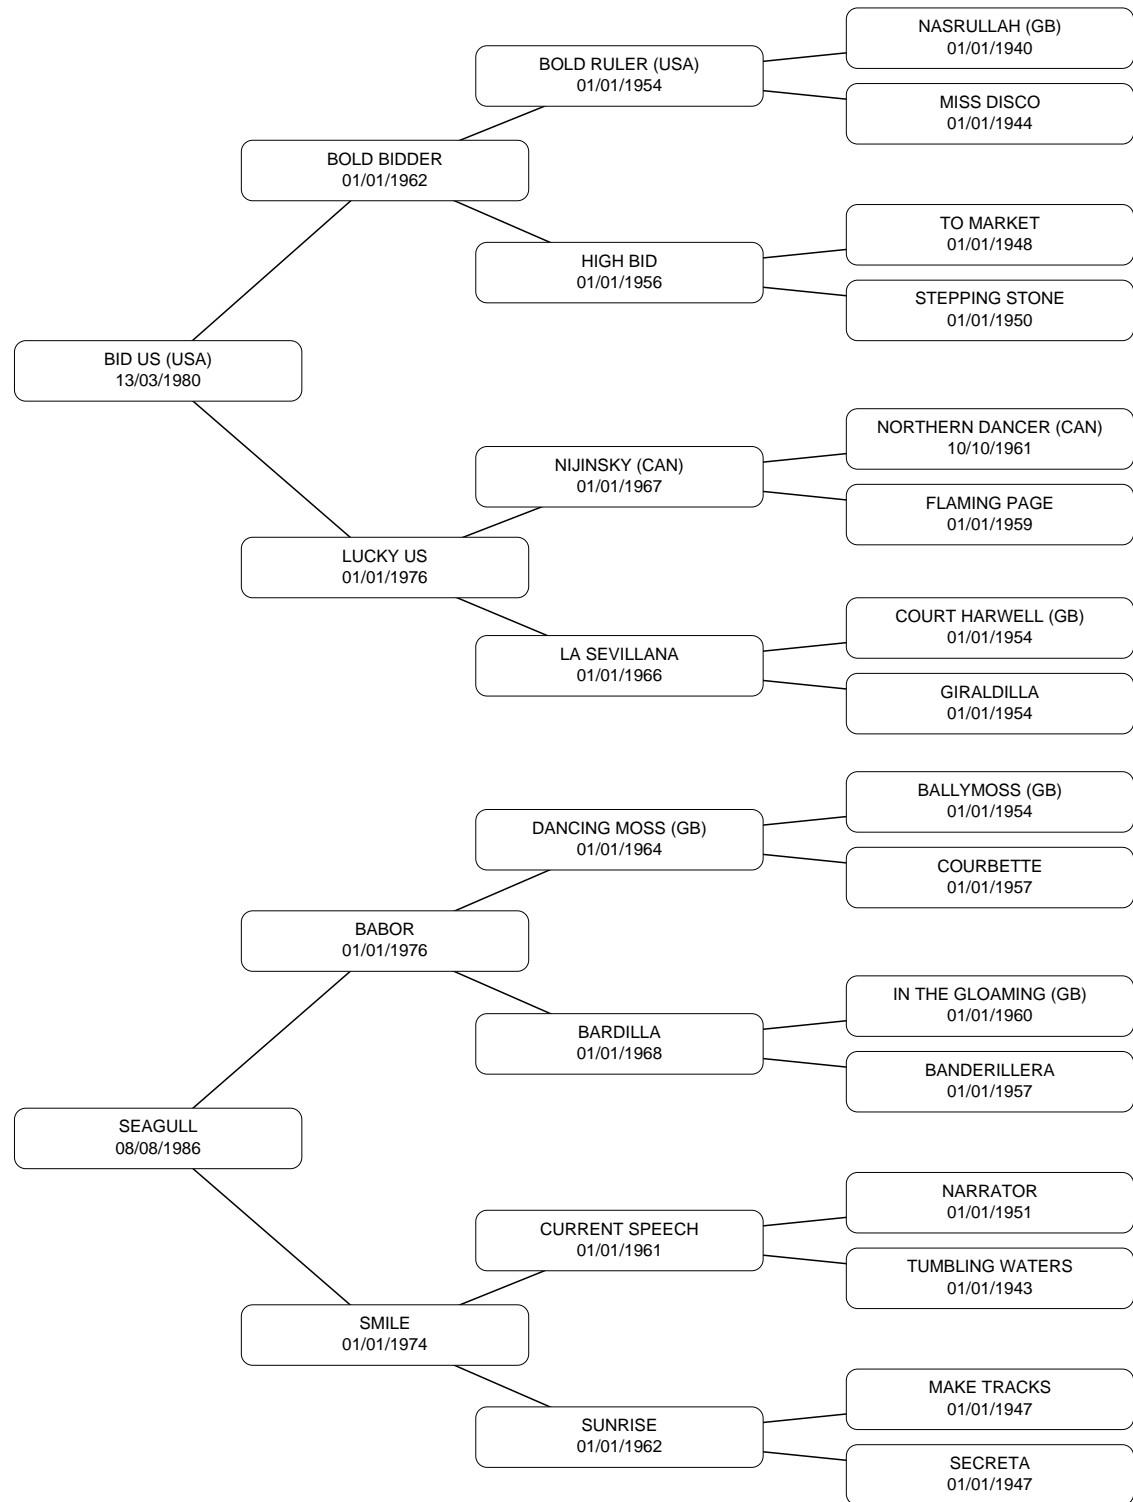 NASRULLAH (GB)
01/01/1940
BOLD RULER (USA)
01/01/1954
MISS DISCO
01/01/1944
BOLD BIDDER
01/01/1962
TO MARKET
01/01/1948
HIGH BID
01/01/1956
STEPPING STONE
01/01/1950
BID US (USA)
13/03/1980
NORTHERN DANCER (CAN)
10/10/1961
NIJINSKY (CAN)
01/01/1967
FLAMING PAGE
01/01/1959
LUCKY US
01/01/1976
COURT HARWELL (GB)
01/01/1954
LA SEVILLANA
01/01/1966
GIRALDILLA
01/01/1954
BALLYMOSS (GB)
01/01/1954
DANCING MOSS (GB)
01/01/1964
COURBETTE
01/01/1957
BABOR
01/01/1976
IN THE GLOAMING (GB)
01/01/1960
BARDILLA
01/01/1968
BANDERILLERA
01/01/1957
SEAGULL
08/08/1986
NARRATOR
01/01/1951
CURRENT SPEECH
01/01/1961
TUMBLING WATERS
01/01/1943
SMILE
01/01/1974
MAKE TRACKS
01/01/1947
SUNRISE
01/01/1962
SECRETA
01/01/1947